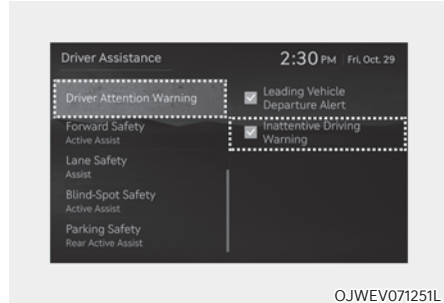 Driver Assistance
2:30 PM Fri, Oct. 29
Driver Attention Warning
Forward Safety
Active Assist
Lane Safety
Assist
Blind-Spot Safety
Active Assist
Parking Safety
Rear Active Assist
Leading Vehicle
Departure Alert
Inattentive Driving
Warning
OJWEV071251L